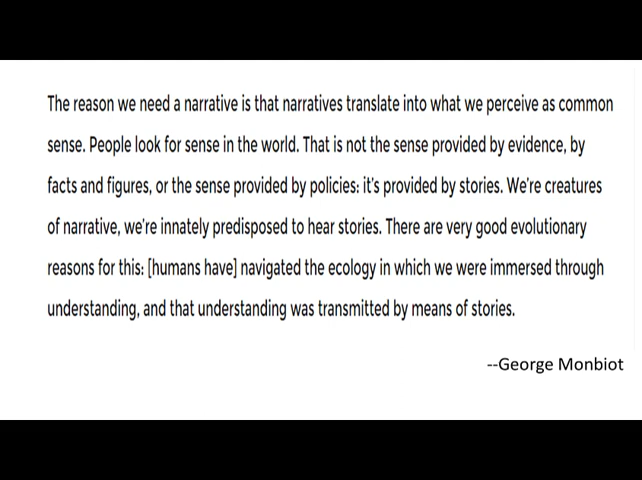 The reason we need a narrative is that narratives translate into what we perceive as common
sense. People look for sense in the world. That is not the sense provided by evidence, by
facts and figures, or the sense provided by policies: it's provided by stories. We're creatures
of narrative, we're innately predisposed to hear stories. There are very good evolutionary
reasons for this: [humans have] navigated the ecology in which we were immersed through
understanding, and that understanding was transmitted by means of stories.
--George Monbiot